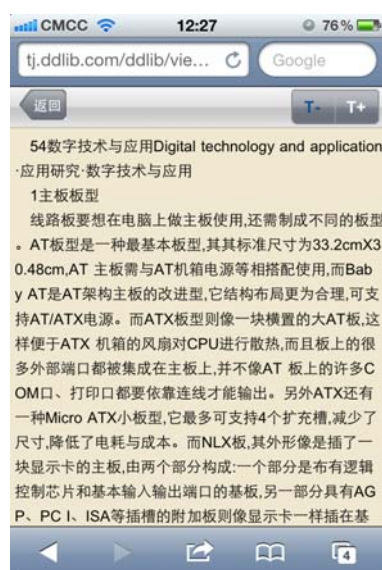 CMCC 12:27 76%
tj.ddlib.com/ddlib/vie... Google
返回 T- T+
54数字技术与应用Digital technology and application
·应用研究·数字技术与应用
1主板板型
线路板要想在电脑上做主板使用,还需制成不同的板型
。AT板型是一种最基本板型,其其标准尺寸为33.2cmX3
0.48cm,AT 主板需与AT机箱电源等相搭配使用,而Bab
y AT是AT架构主板的改进型,它结构布局更为合理,可支
持AT/ATX电源。而ATX板型则像一块横置的大AT板,这
样便于ATX 机箱的风扇对CPU进行散热,而且板上的很
多外部端口都被集成在主板上,并不像AT 板上的许多C
OM口、打印口都要依靠连线才能输出。另外ATX还有
一种Micro ATX小板型,它最多可支持4个扩充槽,减少了
尺寸,降低了电耗与成本。而NLX板,其外形像是插了一
块显示卡的主板,由两个部分构成:一个部分是布有逻辑
控制芯片和基本输入输出端口的基板,另一部分具有AG
P、PC I、ISA等插槽的附加板则像显示卡一样插在基
4